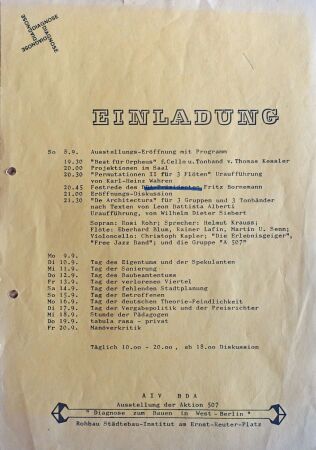 DIAGNOSE
DIAGNOSE
DIAGNOSE
DIAGNOSE
EINLADUNG
So 8.9. Ausstellungs-Eröffnung mit Programm
19.30 "Beat für Orpheus" f.Cello u.Tonband v.Thomas Kessler
20.00 Projektionen im Saal
20.30 "Permutationen II für 3 Flöten" Uraufführung
von Karl-Heinz Wahren
20.45 Festrede des Fritz Bornemann
21.00 Eröffnungs-Diskussion
21.30 "De Architectura" für 3 Gruppen und 3 Tonbänder
nach Texten von Leon Battista Alberti
Uraufführung, von Wilhelm Dieter Siebert
Sopran: Rosi Rohr; Sprecher: Helmut Krauss;
Flöte: Eberhard Blum, Rainer Lafin, Martin U. Senn;
Violoncello: Christoph Kapler; "Die Erlebnisgeiger",
"Free Jazz Band"; und die Gruppe "A 507"
Mo 9.9.
Di 10.9. Tag des Eigentums und der Spekulanten
Mi 11.9. Tag der Sanierung
Do 12.9. Tag des Baubeamtentums
Fr 13.9. Tag der verlorenen Viertel
Sa 14.9. Tag der fehlenden Stadtplanung
So 15.9. Tag der Betroffenen
Mo 16.9. Tag der deutschen Theorie-Feindlichkeit
Di 17.9. Tag der Vergabepolitik und der Preisrichter
Mi 18.9. Stunde der Pädagogen
Do 19.9. tabula rasa - privat
Fr 20.9. Manöverkritik
Täglich 10.00 - 20.00, ab 18.00 Diskussion
AIV BDA
Ausstellung der Aktion 507
"Diagnose zum Bauen in West-Berlin"
Rohbau Städtebau-Institut am Ernst-Reuter-Platz